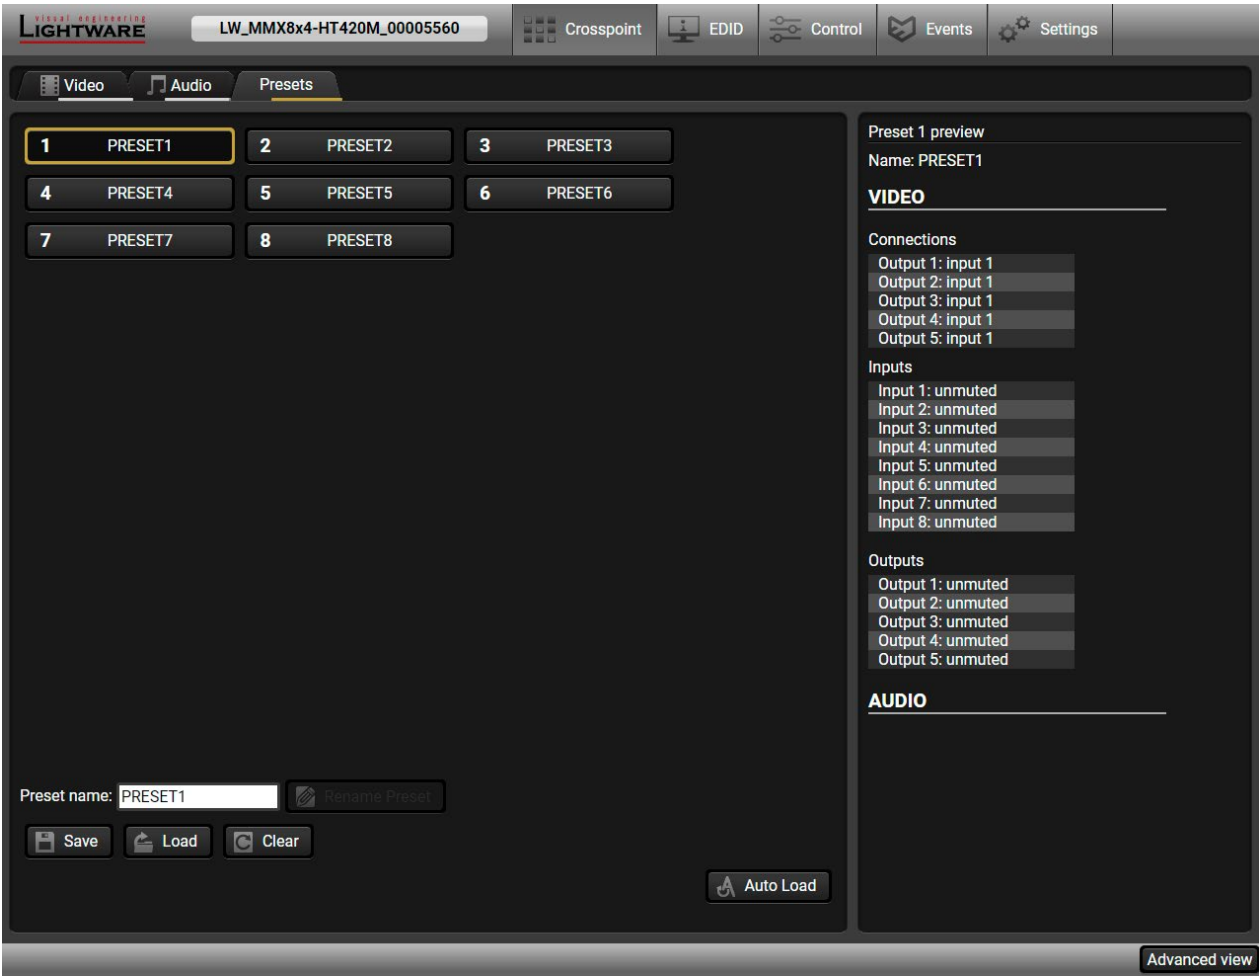 visual engineering
LIGHTWARE
LW_MMX8x4-HT420M_00005560
Crosspoint
EDID
Control
Events
Settings
Video
Audio
Presets
1 PRESET1
2 PRESET2
3 PRESET3
4 PRESET4
5 PRESET5
6 PRESET6
7 PRESET7
8 PRESET8
Preset name: PRESET1
Rename Preset
Save
Load
Clear
Auto Load
Preset 1 preview
Name: PRESET1
VIDEO
Connections
Output 1: input 1
Output 2: input 1
Output 3: input 1
Output 4: input 1
Output 5: input 1
Inputs
Input 1: unmuted
Input 2: unmuted
Input 3: unmuted
Input 4: unmuted
Input 5: unmuted
Input 6: unmuted
Input 7: unmuted
Input 8: unmuted
Outputs
Output 1: unmuted
Output 2: unmuted
Output 3: unmuted
Output 4: unmuted
Output 5: unmuted
AUDIO
Advanced view